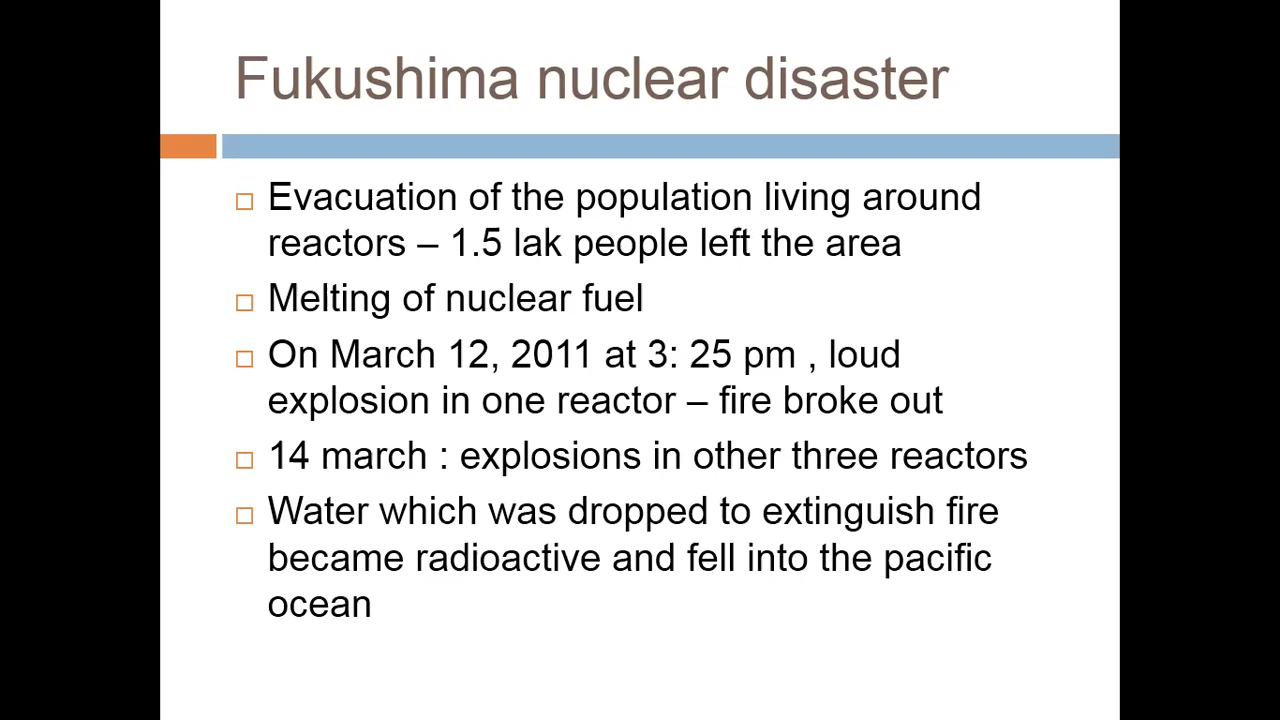 Fukushima nuclear disaster
Evacuation of the population living around
reactors – 1.5 lak people left the area
Melting of nuclear fuel
On March 12, 2011 at 3: 25 pm , loud
explosion in one reactor – fire broke out
14 march : explosions in other three reactors
Water which was dropped to extinguish fire
became radioactive and fell into the pacific
ocean